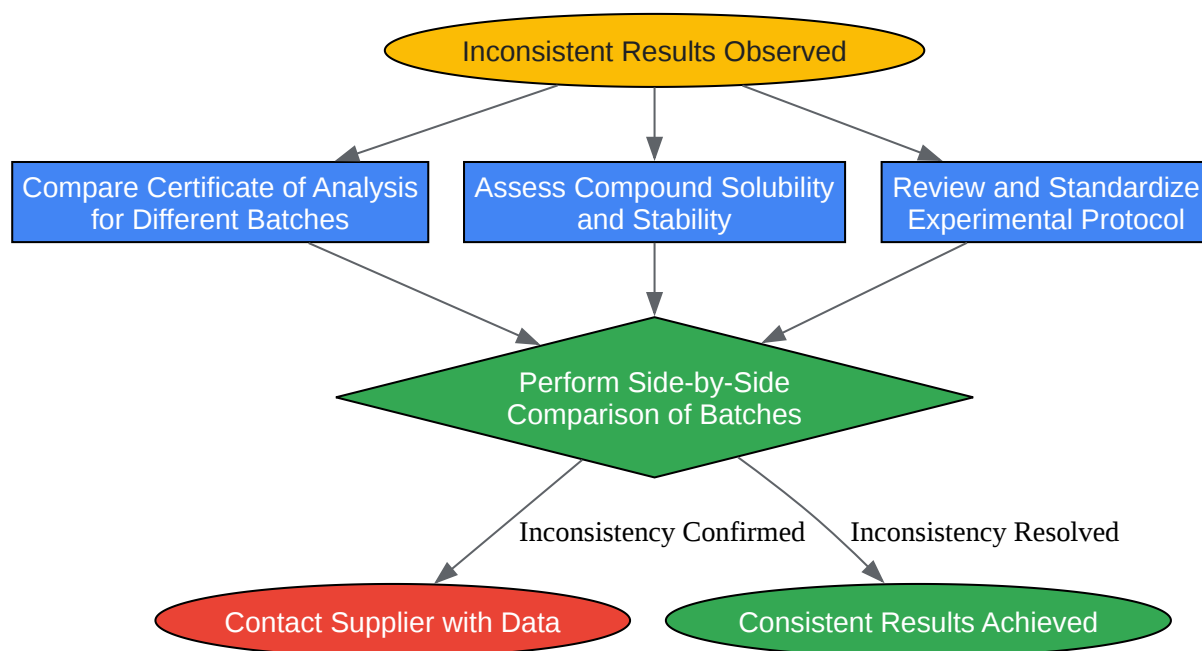 Inconsistent Results Observed
Compare Certificate of Analysis
for Different Batches
Assess Compound Solubility
and Stability
Review and Standardize
Experimental Protocol
Perform Side-by-Side
Comparison of Batches
Inconsistency Confirmed
Inconsistency Resolved
Contact Supplier with Data
Consistent Results Achieved